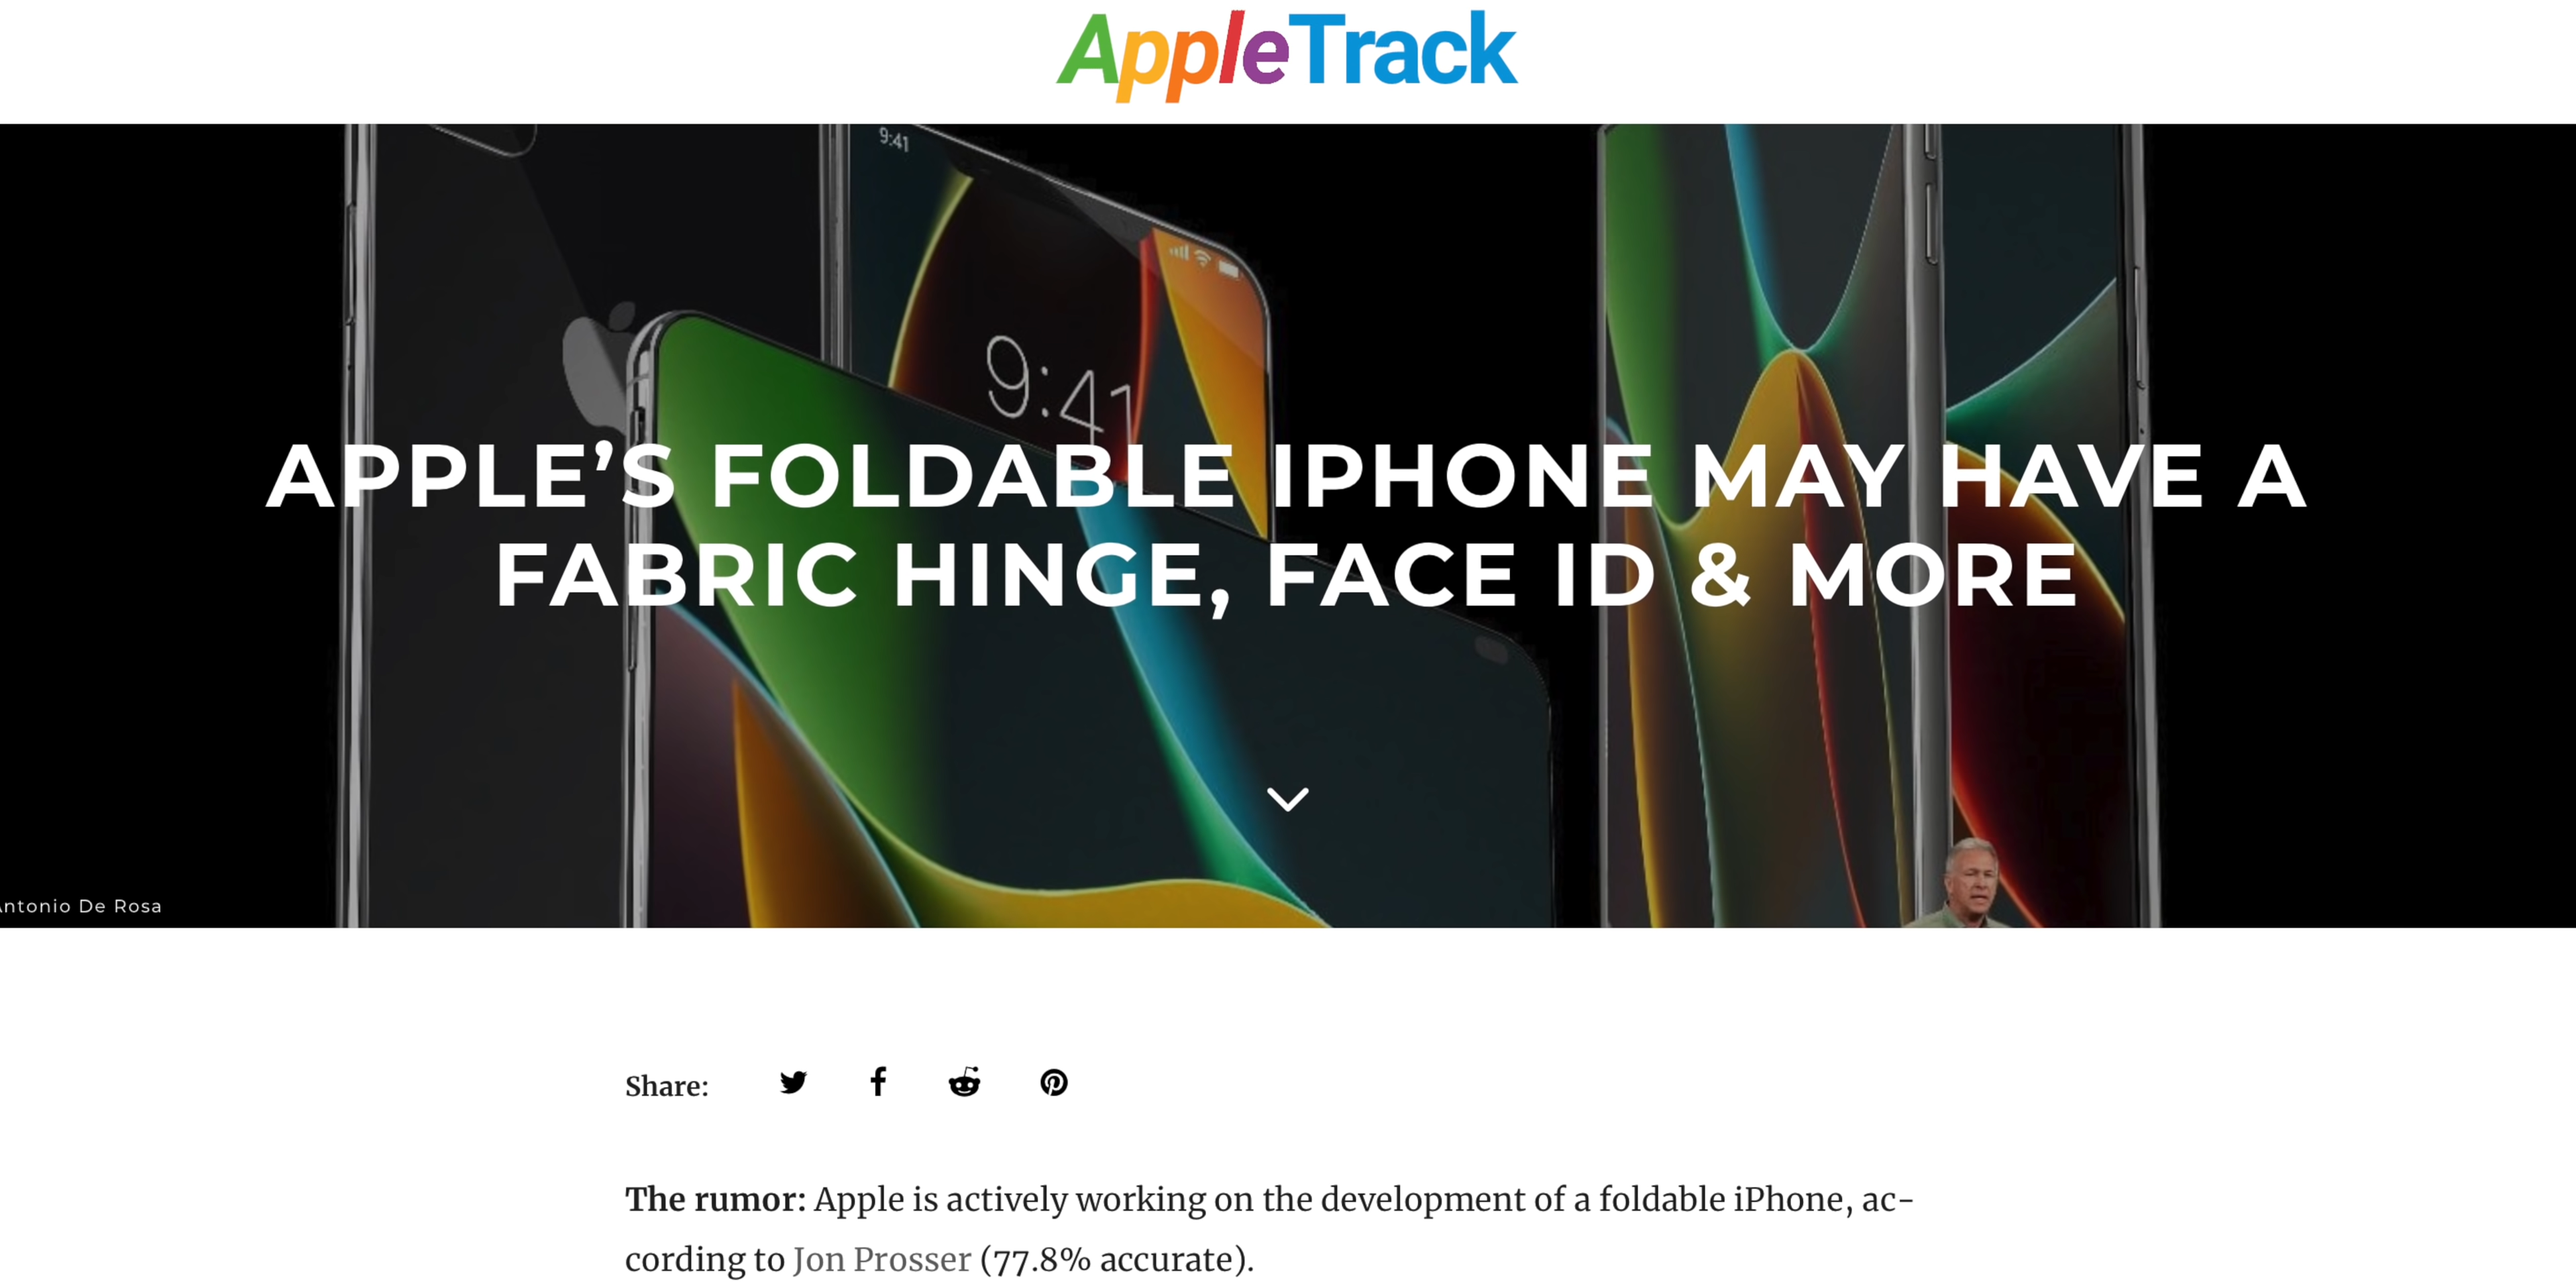 AppleTrack
9:41
9:41
APPLE’S FOLDABLE IPHONE MAY HAVE A
FABRIC HINGE, FACE ID & MORE
ntonio De Rosa
Share:
The rumor: Apple is actively working on the development of a foldable iPhone, ac-
cording to Jon Prosser (77.8% accurate).